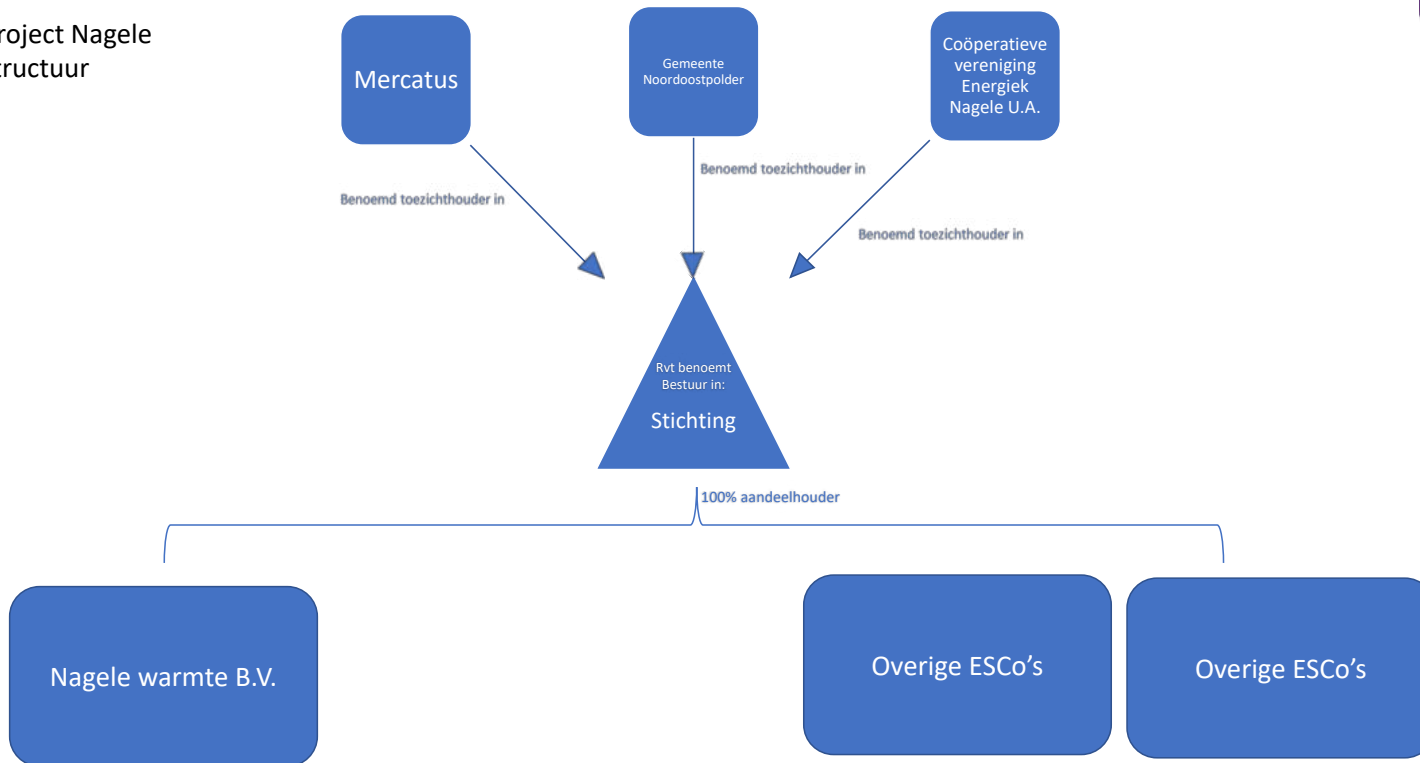 roject Nagele
tructuur
Mercatus
Gemeente
Noordoostpolder
Coöperatieve
vereniging
Energiek
Nagele U.A.
Benoemd toezichthouder in
Benoemd toezichthouder in
Benoemd toezichthouder in
Rvt benoemt
Bestuur in:
Stichting
100% aandeelhouder
Nagele warmte B.V.
Overige ESCo’s
Overige ESCo’s